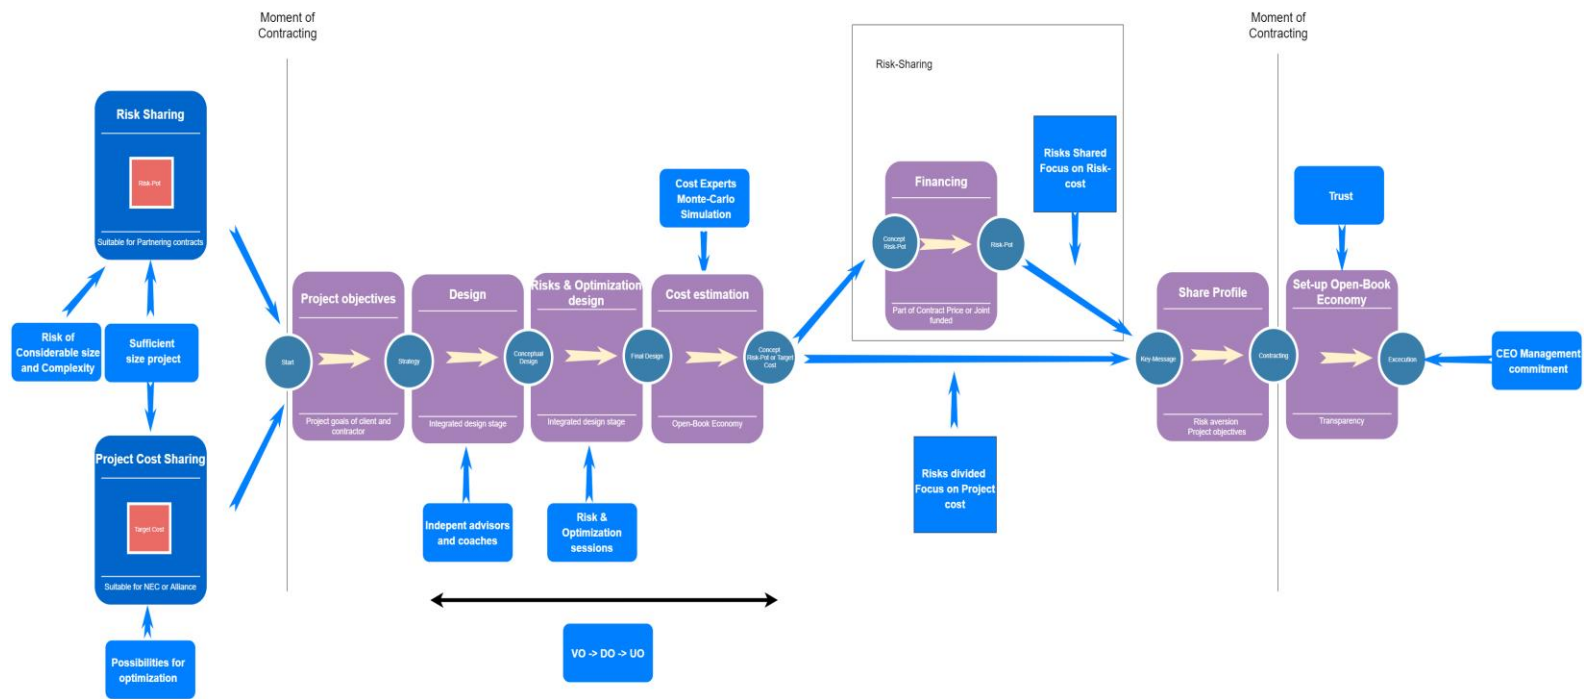 Moment of
Contracting
Moment of
Contracting
Risk-Sharing
Risk Sharing
Risk-Pot
Suitable for Partnering contracts
Risk of
Considerable size
and Complexity
Sufficient
size project
Project Cost Sharing
Target Cost
Suitable for NEC or Alliance
Possibilities for
optimization
Start
Project objectives
Project goals of client and
contractor
Strategy
Design
Integrated design stage
Conceptual
Design
Indepent advisors
and coaches
Risks & Optimization
design
Integrated design stage
Final Design
Risk &
Optimization
sessions
Cost Experts
Monte-Carlo
Simulation
Cost estimation
Open-Book Economy
Concept
Risk-Pot or Target
Cost
VO -> DO -> UO
Financing
Concept
Risk-Pot
Risk-Pot
Part of Contract Price or Joint
funded
Risks Shared
Focus on Risk-
cost
Risks divided
Focus on Project
cost
Key-Message
Share Profile
Risk aversion
Project objectives
Contracting
Trust
Set-up Open-Book
Economy
Transparency
Excecution
CEO Management
commitment